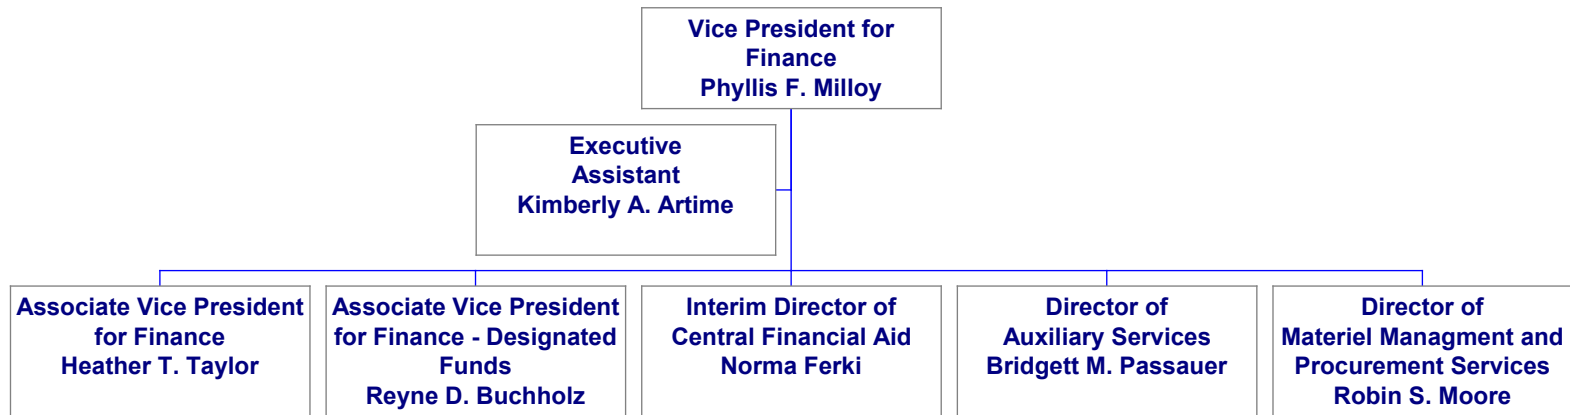 Vice President for
Finance
Phyllis F. Milloy
Executive
Assistant
Kimberly A. Artime
Associate Vice President
for Finance
Heather T. Taylor
Associate Vice President
for Finance - Designated
Funds
Reyne D. Buchholz
Interim Director of
Central Financial Aid
Norma Ferki
Director of
Auxiliary Services
Bridgett M. Passauer
Director of
Materiel Managment and
Procurement Services
Robin S. Moore